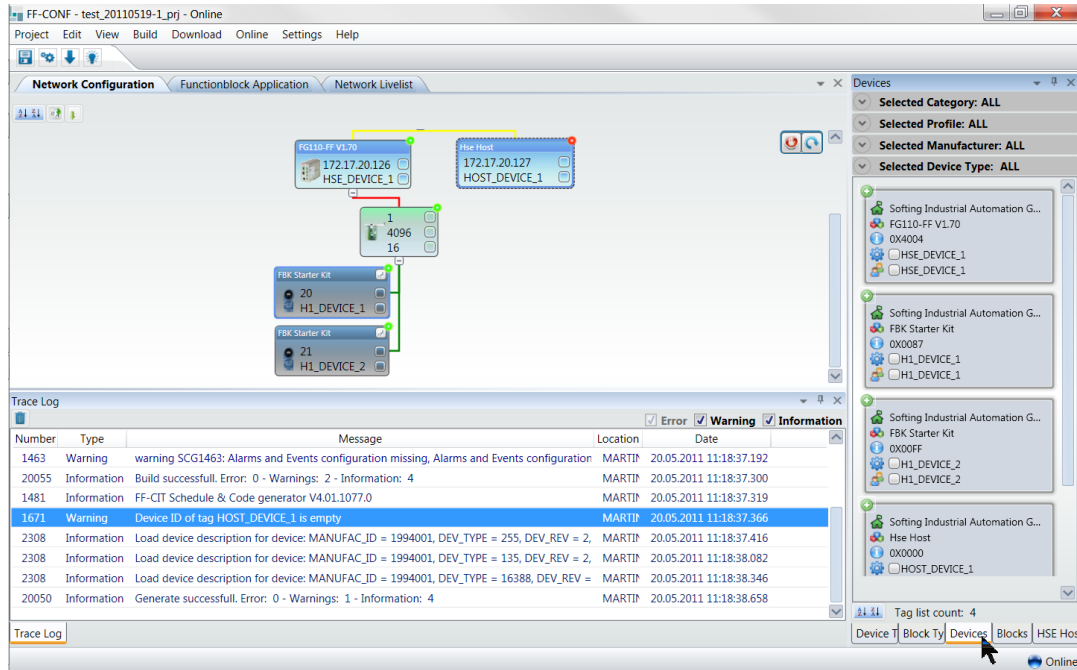 FF-CONF - test_20110519-1_prj - Online
Project Edit View Build Download Online Settings Help
Network Configuration Functionblock Application Network Livelist
FG110-FF V1.70
172.17.20.126
HSE_DEVICE_1
Hse Host
172.17.20.127
HOST_DEVICE_1
1
4096
16
FBK Starter Kit
20
H1_DEVICE_1
FBK Starter Kit
21
H1_DEVICE_2
Trace Log
Error Warning Information
Number Type Message Location Date
1463 Warning warning SCG1463: Alarms and Events configuration missing, Alarms and Events configuration MARTIN 20.05.2011 11:18:37.192
20055 Information Build successfull. Error: 0 - Warnings: 2 - Information: 4 MARTIN 20.05.2011 11:18:37.300
1481 Information FF-CIT Schedule & Code generator V4.01.1077.0 MARTIN 20.05.2011 11:18:37.319
1671 Warning Device ID of tag HOST_DEVICE_1 is empty MARTIN 20.05.2011 11:18:37.366
2308 Information Load device description for device: MANUFAC_ID = 1994001, DEV_TYPE = 255, DEV_REV = 2, MARTIN 20.05.2011 11:18:37.416
2308 Information Load device description for device: MANUFAC_ID = 1994001, DEV_TYPE = 135, DEV_REV = 2, MARTIN 20.05.2011 11:18:38.082
2308 Information Load device description for device: MANUFAC_ID = 1994001, DEV_TYPE = 16388, DEV_REV = MARTIN 20.05.2011 11:18:38.346
20050 Information Generate successfull. Error: 0 - Warnings: 1 - Information: 4 MARTIN 20.05.2011 11:18:38.658
Trace Log
Devices
Selected Category: ALL
Selected Profile: ALL
Selected Manufacturer: ALL
Selected Device Type: ALL
Softing Industrial Automation G...
FG110-FF V1.70
0X4004
HSE_DEVICE_1
HSE_DEVICE_1
Softing Industrial Automation G...
FBK Starter Kit
0X0087
H1_DEVICE_1
H1_DEVICE_1
Softing Industrial Automation G...
FBK Starter Kit
0X00FF
H1_DEVICE_2
H1_DEVICE_2
Softing Industrial Automation G...
Hse Host
0X0000
HOST_DEVICE_1
Tag list count: 4
Device T Block Ty Devices Blocks HSE Hos
Online